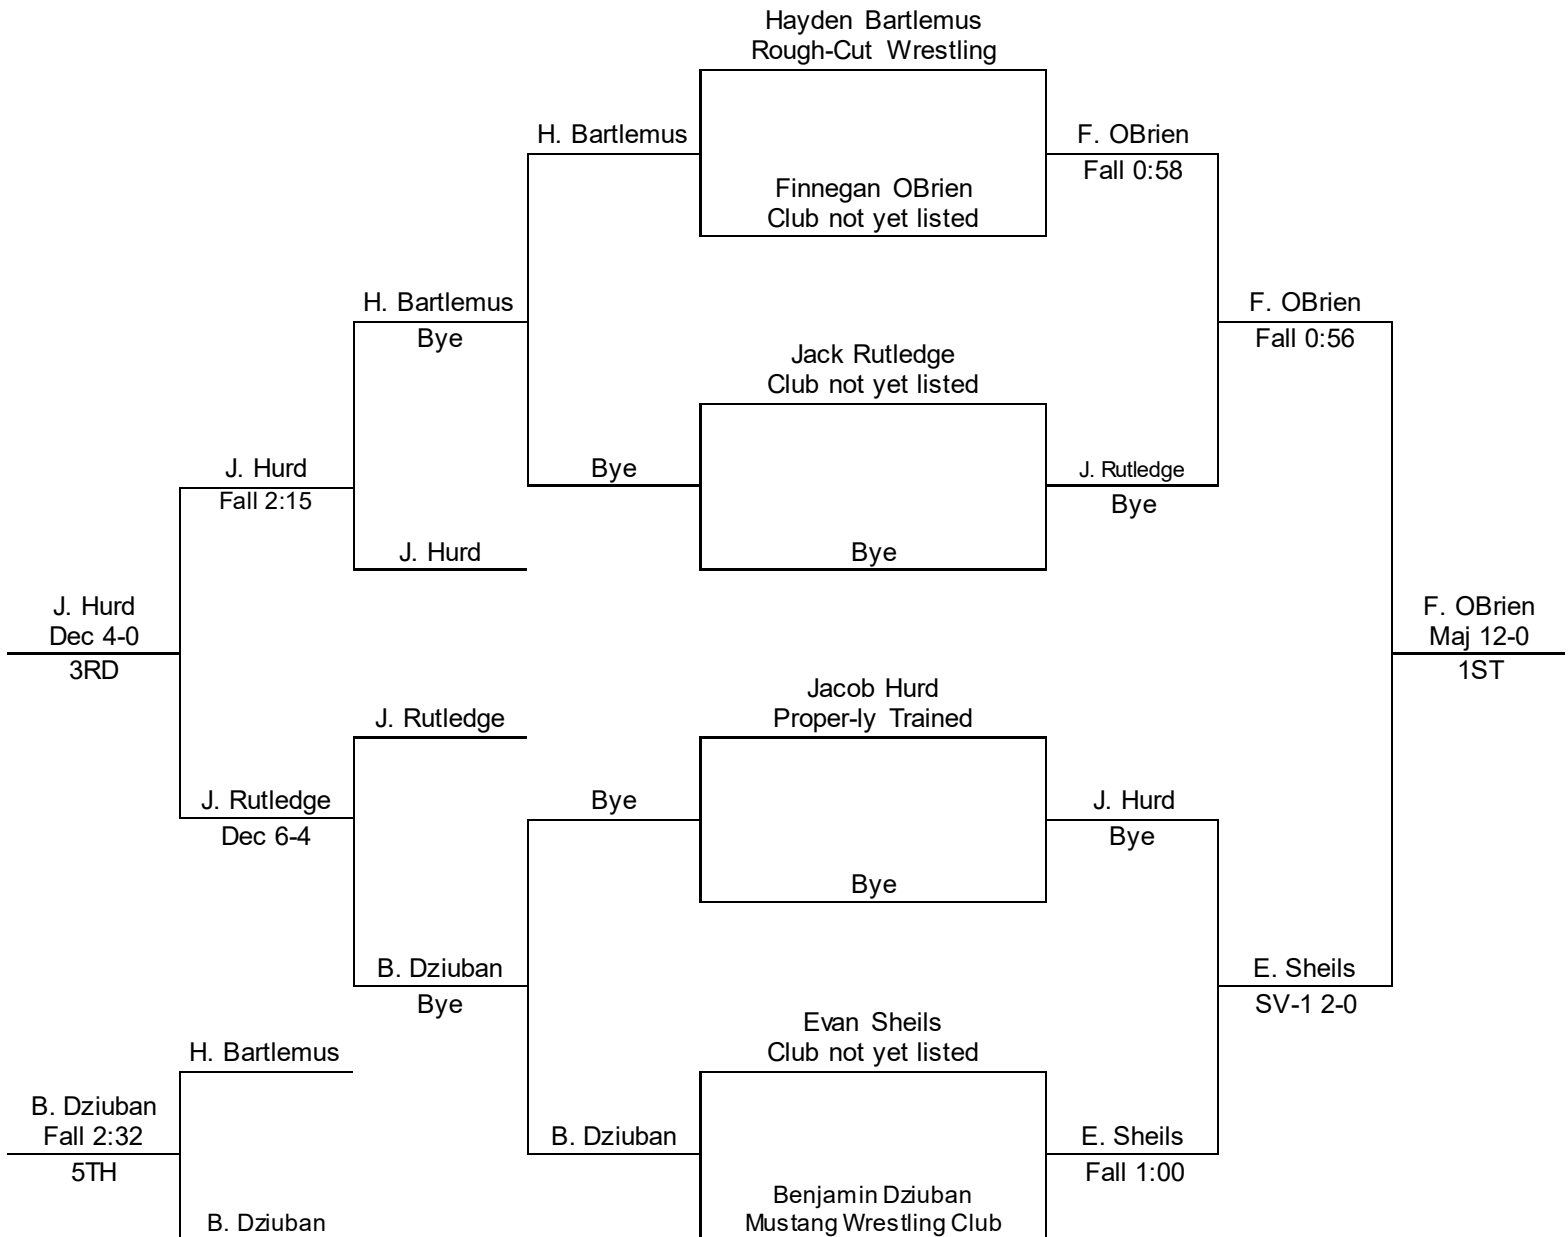 Hayden Bartlemus
Rough-Cut Wrestling
H. Bartlemus
F. OBrien
Fall 0:58
Finnegan OBrien
Club not yet listed
H. Bartlemus
Bye
F. OBrien
Fall 0:56
Jack Rutledge
Club not yet listed
J. Hurd
Fall 2:15
Bye
J. Rutledge
Bye
J. Hurd
Bye
J. Hurd
Dec 4-0
3RD
F. OBrien
Maj 12-0
1ST
Jacob Hurd
Proper-ly Trained
J. Rutledge
J. Rutledge
Dec 6-4
Bye
J. Hurd
Bye
Bye
B. Dziuban
Bye
E. Sheils
SV-1 2-0
Evan Sheils
Club not yet listed
H. Bartlemus
B. Dziuban
Fall 2:32
5TH
B. Dziuban
E. Sheils
Fall 1:00
Benjamin Dziuban
Mustang Wrestling Club
B. Dziuban